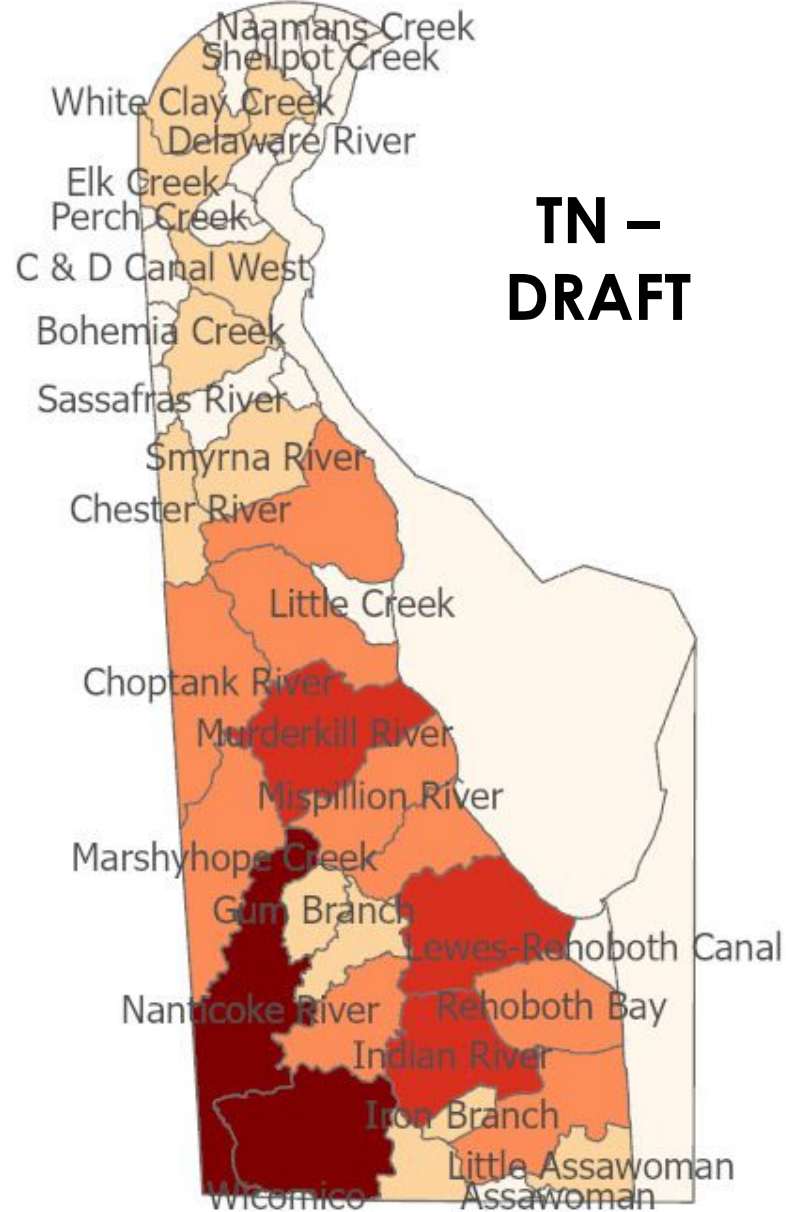 Naamans Creek
Shellpot Creek
White Clay Creek
Delaware River
Elk Creek
Perch Creek
TN –
DRAFT
C & D Canal West
Bohemia Creek
Sassafras River
Smyrna River
Chester River
Little Creek
Choptank River
Murderkill River
Mispillion River
Marshyhope Creek
Gum Branch
Lewes-Rehoboth Canal
Nanticoke River
Rehoboth Bay
Indian River
Iron Branch
Little Assawoman
Wicomico
Assawoman